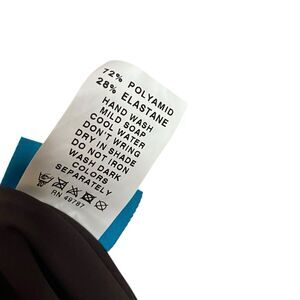 72% POLYAMID
28% ELASTANE
HAND WASH
MILD SOAP
COOL WATER
DON'T WRING
DRY IN SHADE
DO NOT IRON
WASH DARK
COLORS
SEPARATELY
RN 49787